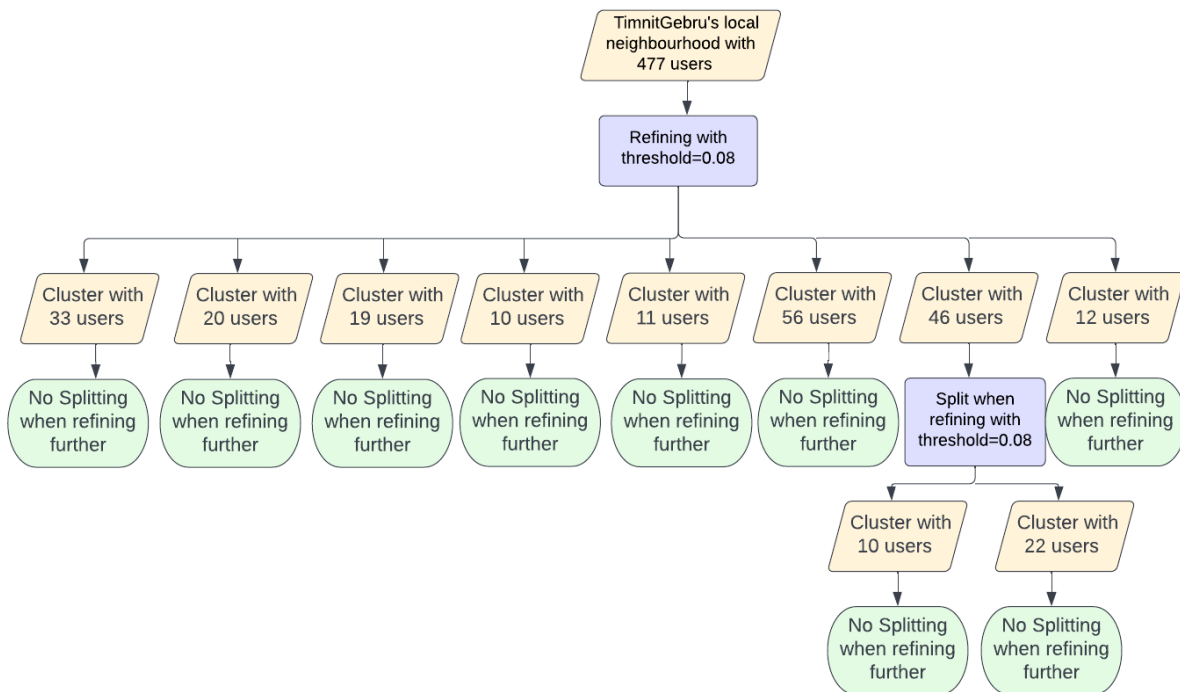 TimnitGebru's local
neighbourhood with
477 users
Refining with
threshold=0.08
Cluster with
33 users
Cluster with
20 users
Cluster with
19 users
Cluster with
10 users
Cluster with
11 users
Cluster with
56 users
Cluster with
46 users
Cluster with
12 users
No Splitting
when refining
further
No Splitting
when refining
further
No Splitting
when refining
further
No Splitting
when refining
further
No Splitting
when refining
further
No Splitting
when refining
further
Split when
refining with
threshold=0.08
No Splitting
when refining
further
Cluster with
10 users
Cluster with
22 users
No Splitting
when refining
further
No Splitting
when refining
further